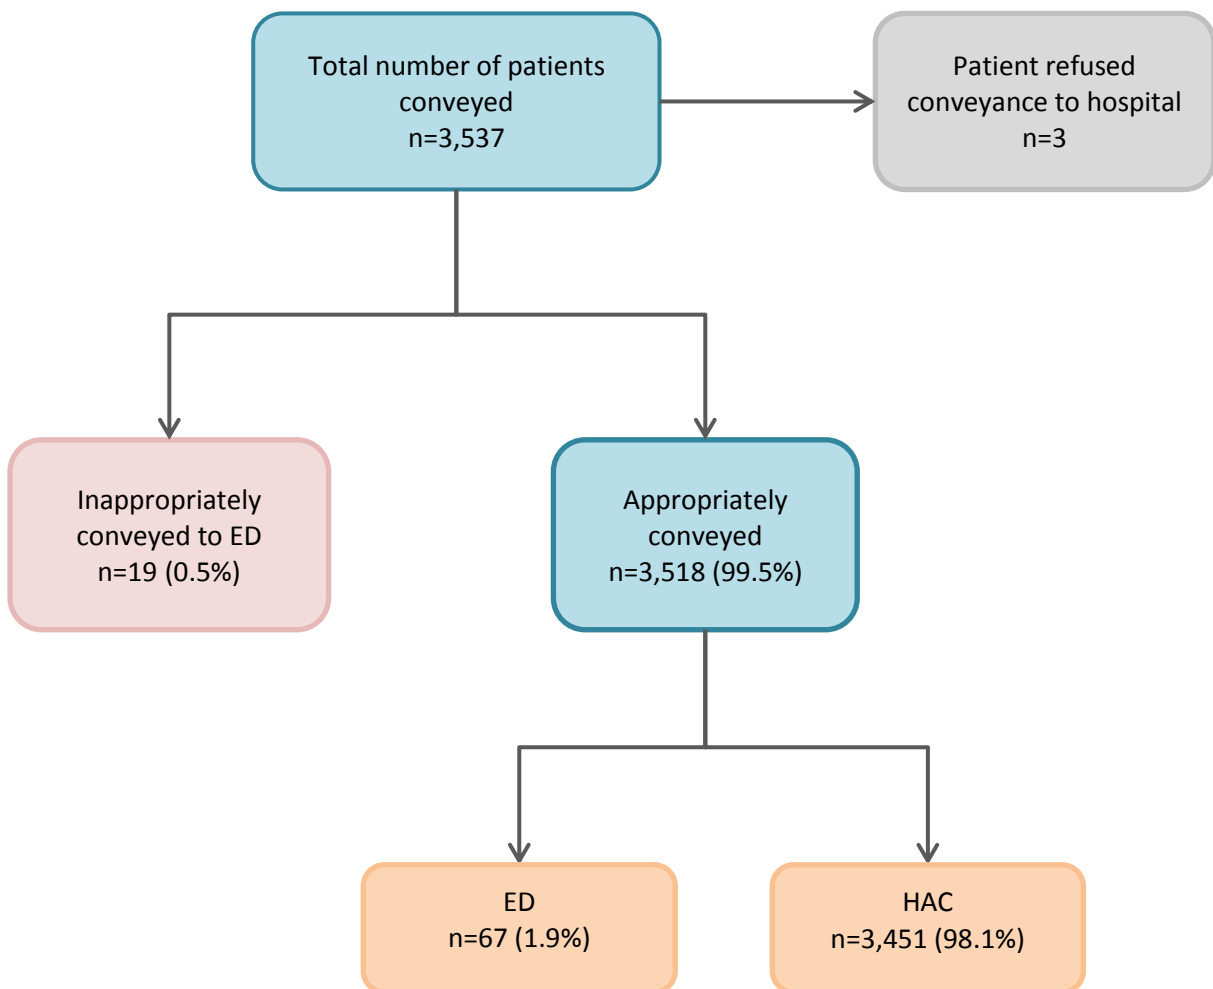 Total number of patients
conveyed
n=3,537
Patient refused
conveyance to hospital
n=3
Inappropriately
conveyed to ED
n=19 (0.5%)
Appropriately
conveyed
n=3,518 (99.5%)
ED
n=67 (1.9%)
HAC
n=3,451 (98.1%)